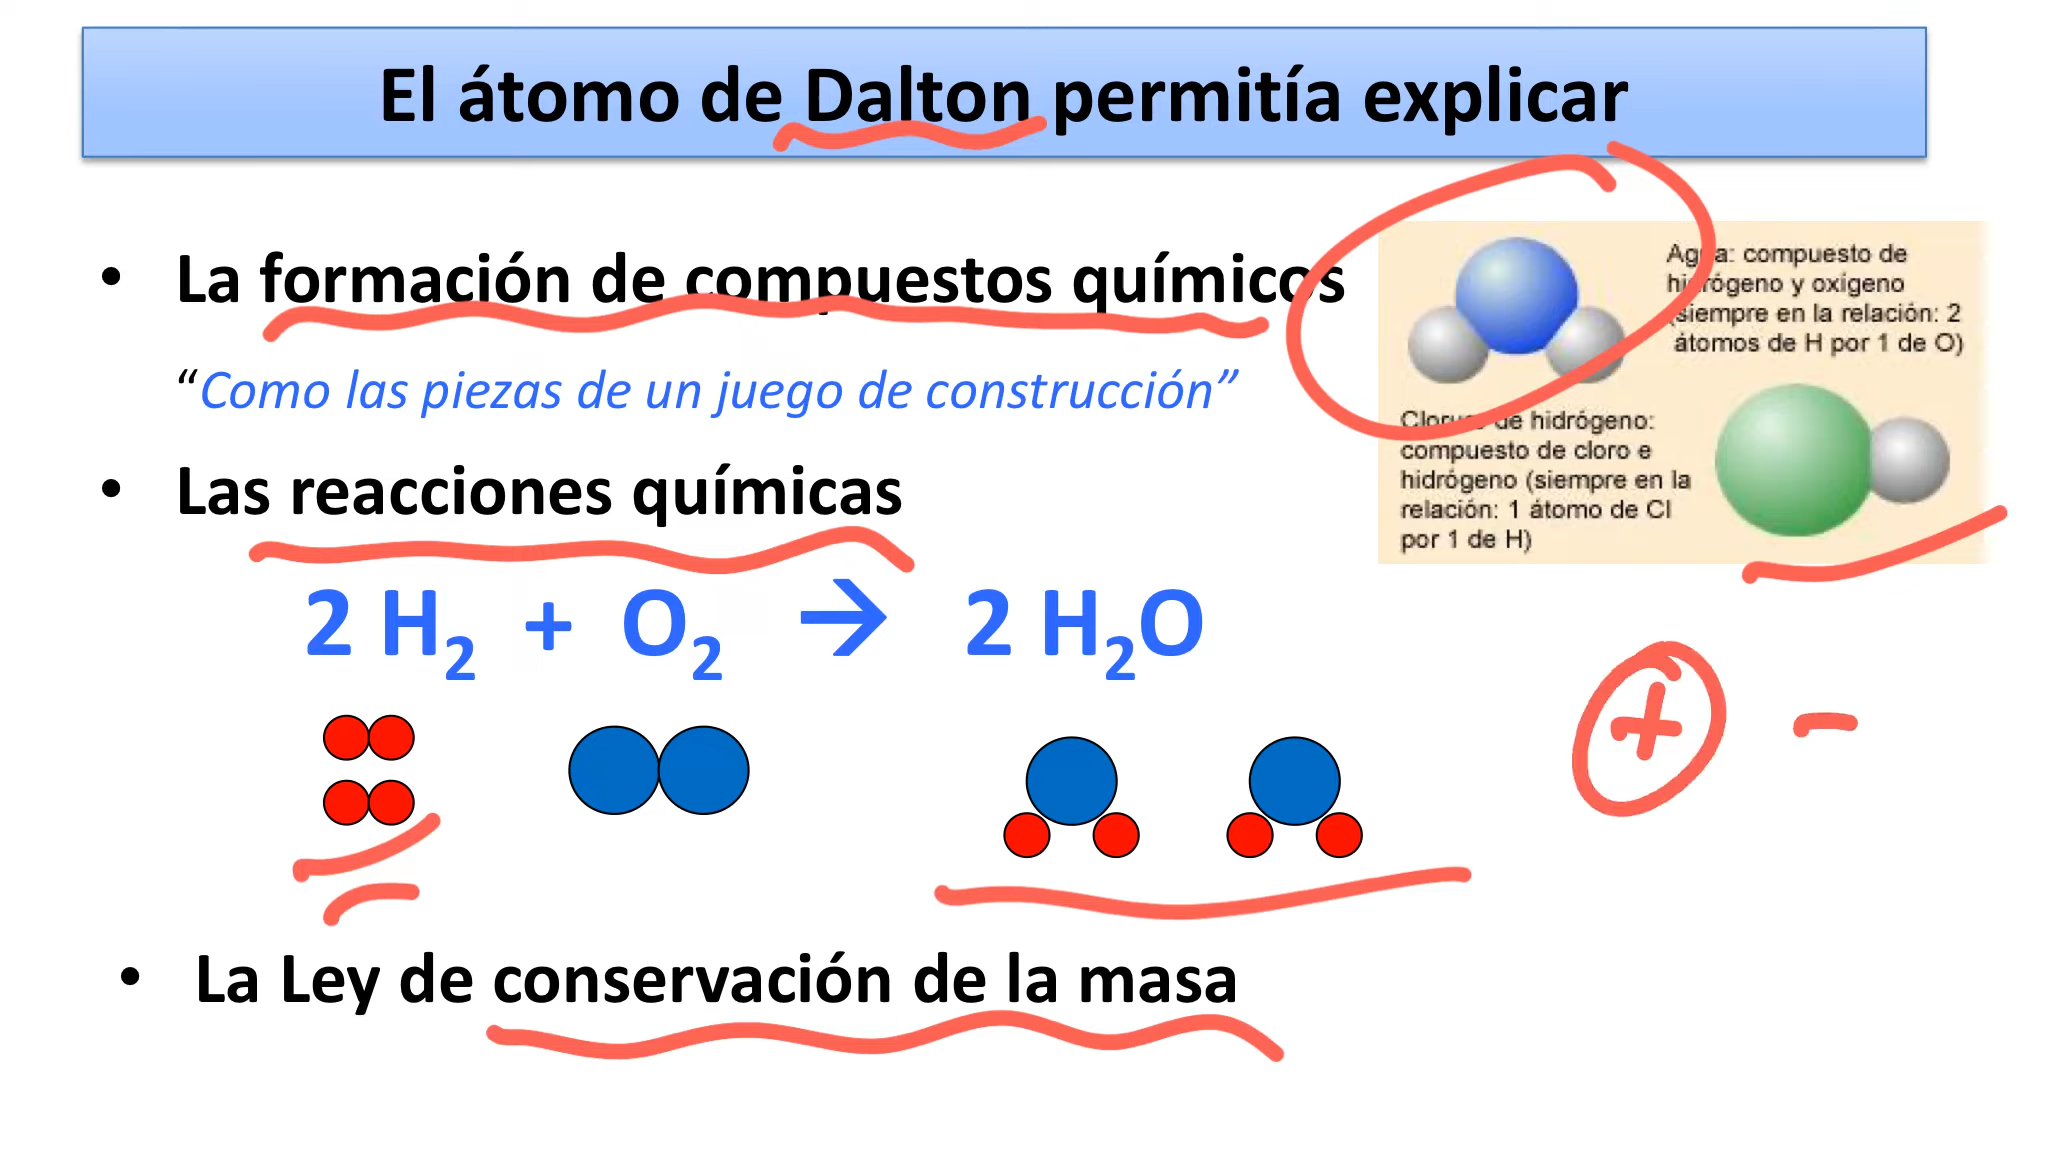 El átomo de Dalton permitía explicar
• La formación de compuestos químicos
“Como las piezas de un juego de construcción”
Agua: compuesto de
hidrógeno y oxígeno
(siempre en la relación: 2
átomos de H por 1 de O)
Cloruro de hidrógeno:
compuesto de cloro e
hidrógeno (siempre en la
relación: 1 átomo de Cl
por 1 de H)
• Las reacciones químicas
2 H₂ + O₂ → 2 H₂O
+ -
• La Ley de conservación de la masa